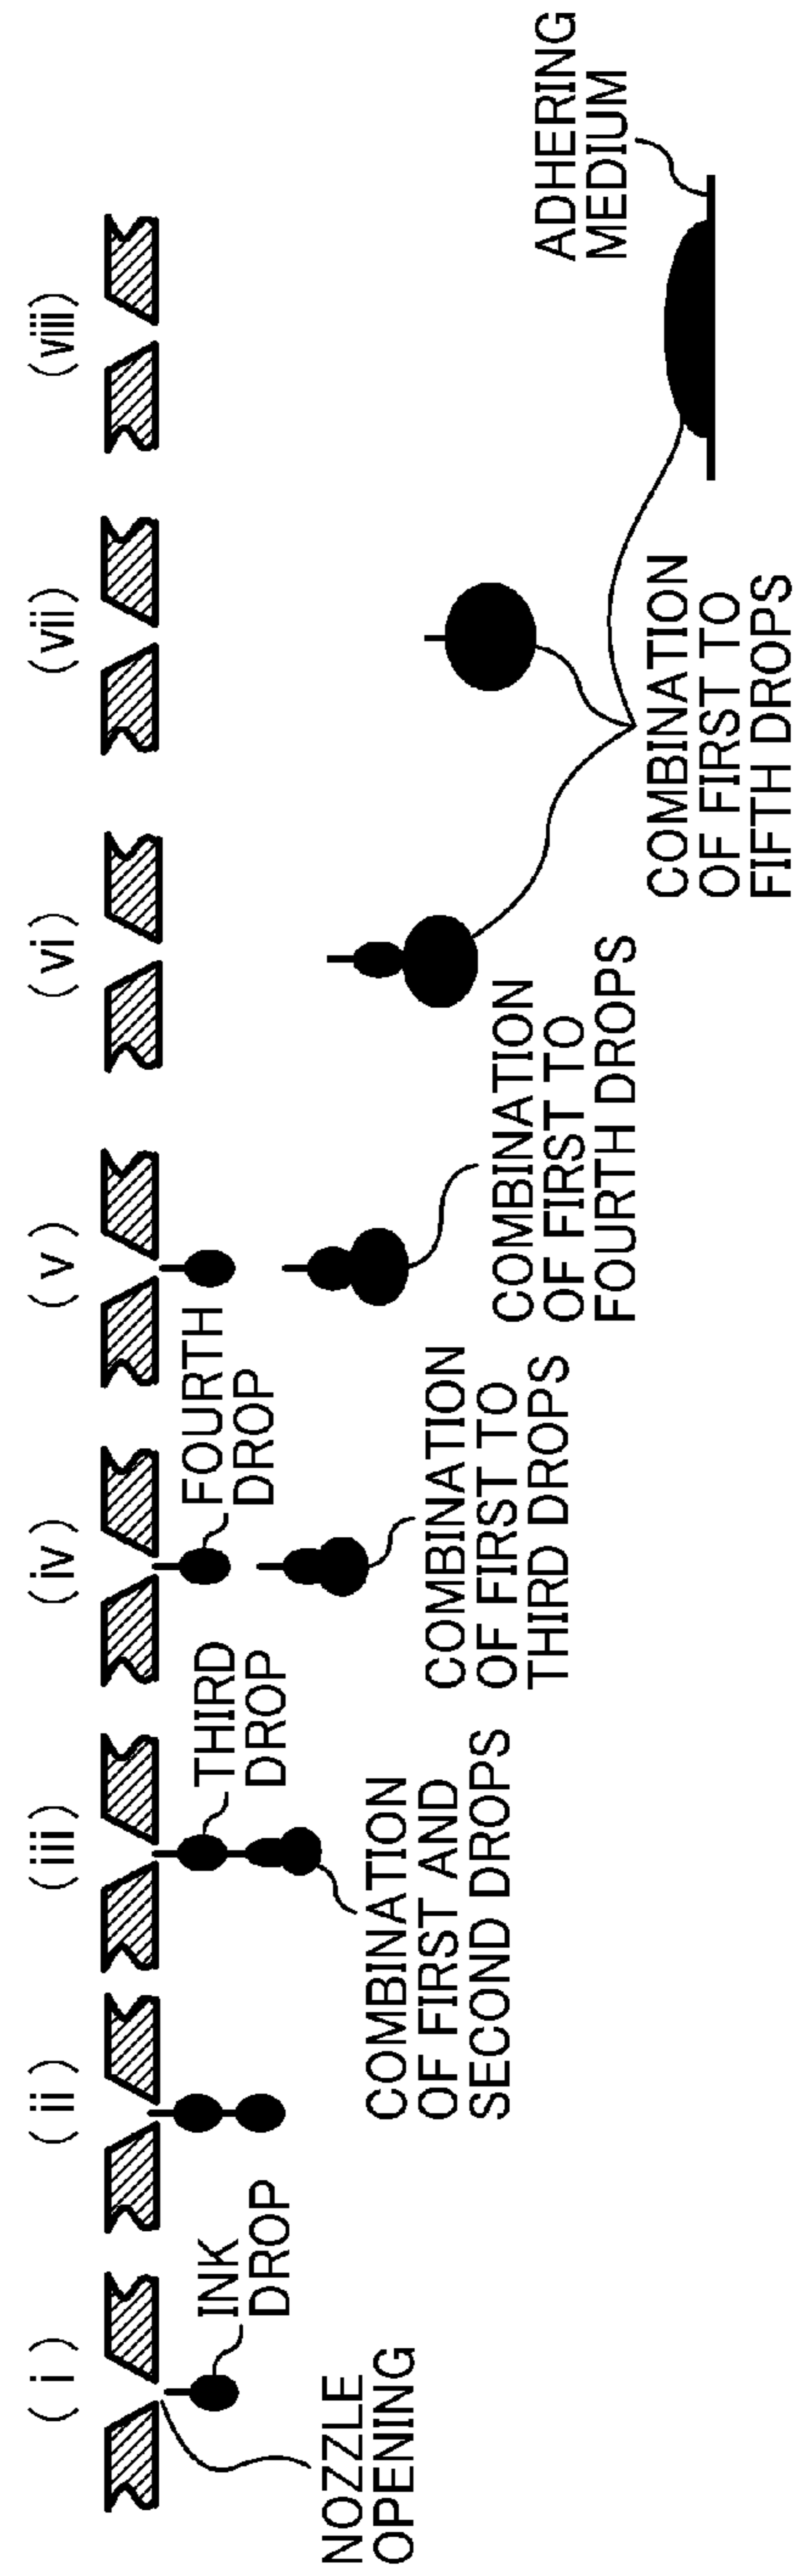 (i)
(ii)
(iii)
(iv)
(v)
(vi)
(vii)
(viii)
NOZZLE
OPENING
INK
DROP
COMBINATION
OF FIRST AND
SECOND DROPS
THIRD
DROP
COMBINATION
OF FIRST TO
THIRD DROPS
FOURTH
DROP
COMBINATION
OF FIRST TO
FOURTH DROPS
COMBINATION
OF FIRST TO
FIFTH DROPS
ADHERING
MEDIUM